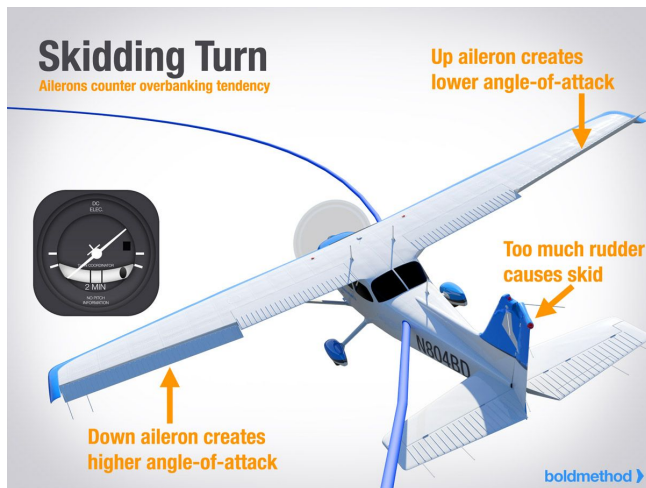 Skidding Turn
Ailerons counter overbanking tendency
Up aileron creates
lower angle-of-attack
DC
ELEC.
TURN COORDINATOR
2 MIN
NO PITCH
INFORMATION
Too much rudder
causes skid
N804BD
Down aileron creates
higher angle-of-attack
boldmethod